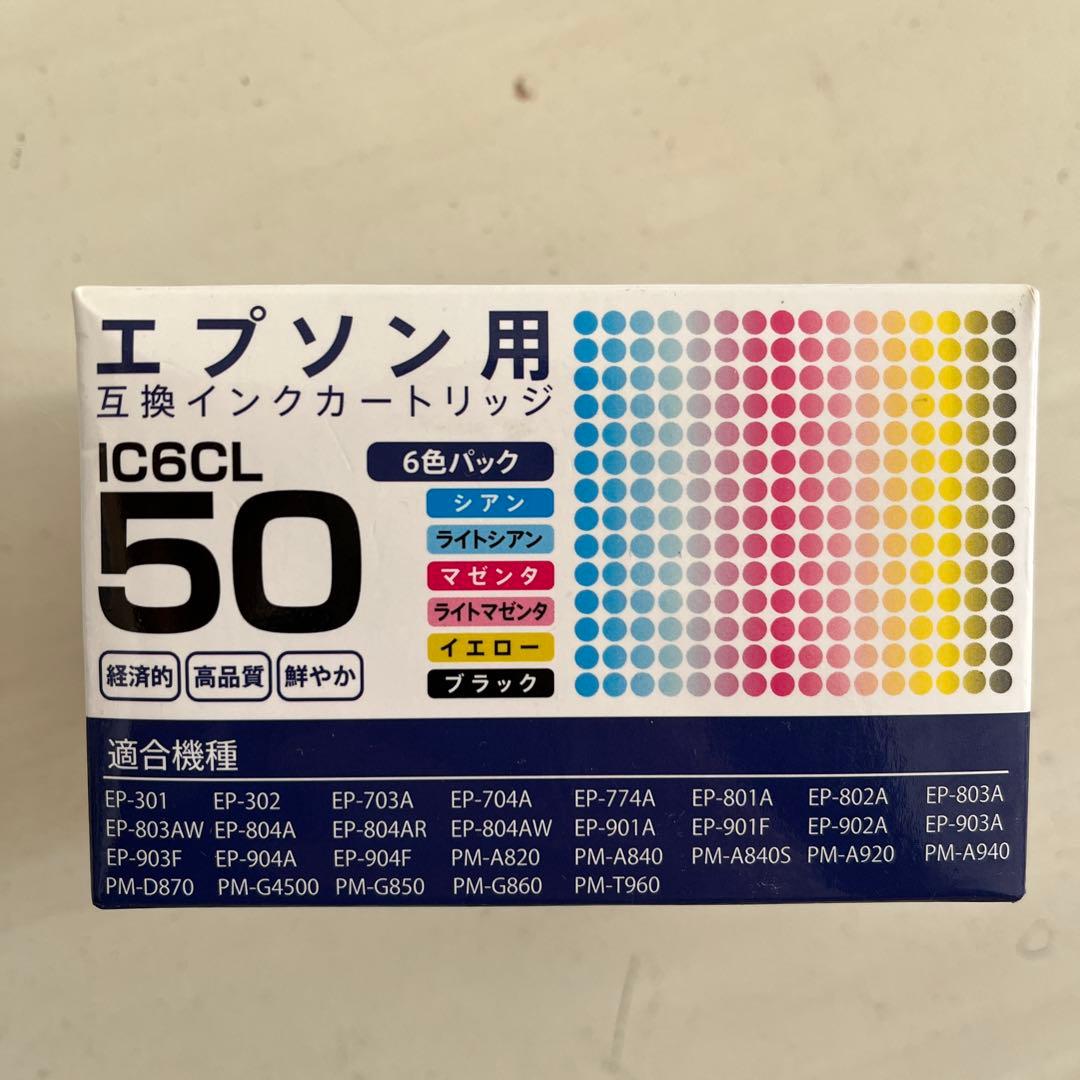 エプソン用
互換インクカートリッジ
IC6CL
50
6色パック
シアン
ライトシアン
マゼンタ
ライトマゼンタ
イエロー
ブラック
経済的 高品質 鮮やか
適合機種
EP-301 EP-302 EP-703A EP-704A EP-774A EP-801A EP-802A EP-803A
EP-803AW EP-804A EP-804AR EP-804AW EP-901A EP-901F EP-902A EP-903A
EP-903F EP-904A EP-904F PM-A820 PM-A840 PM-A840S PM-A920 PM-A940
PM-D870 PM-G4500 PM-G850 PM-G860 PM-T960